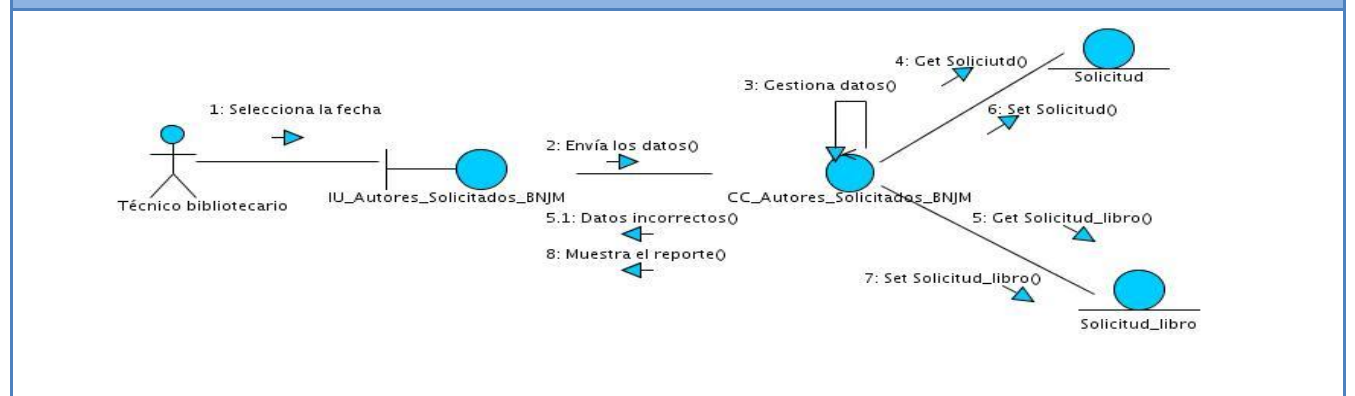 4: Get Soliciutd()
Solicitud
3: Gestiona datos()
1: Selecciona la fecha
6: Set Solicitud()
2: Envía los datos()
Técnico bibliotecario
IU_Autores_Solicitados_BNJM
CC_Autores_Solicitados_BNJM
5.1: Datos incorrectos()
5: Get Solicitud_libro()
8: Muestra el reporte()
7: Set Solicitud_libro()
Solicitud_libro